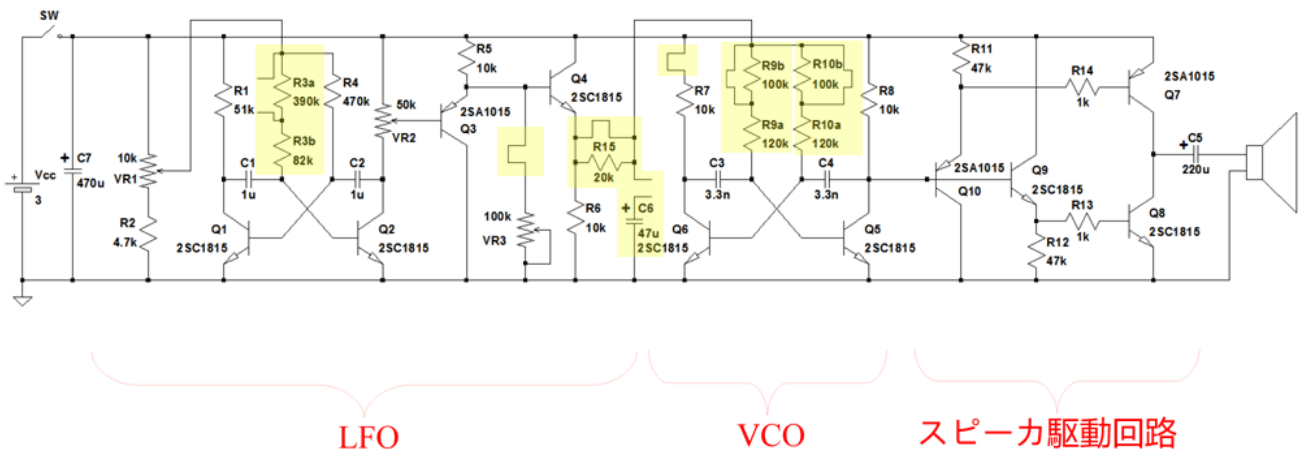 SW
R5
10k
Q4
2SC1815
R11
47k
R14
1k
2SA1015
Q7
R1
51k
R3a
390k
R4
470k
50k
VR2
2SA1015
Q3
R7
10k
R9b
100k
R10b
100k
R8
10k
C7
470u
Vcc
3
10k
VR1
R3b
82k
C1
1u
C2
1u
R15
20k
R9a
120k
R10a
120k
C3
3.3n
C4
3.3n
C5
220u
2SA1015
Q10
Q9
2SC1815
R2
4.7k
Q1
2SC1815
Q2
2SC1815
100k
VR3
R6
10k
C6
47u
2SC1815
Q6
Q5
2SC1815
R13
1k
R12
47k
Q8
2SC1815
LFO
VCO
スピーカ駆動回路